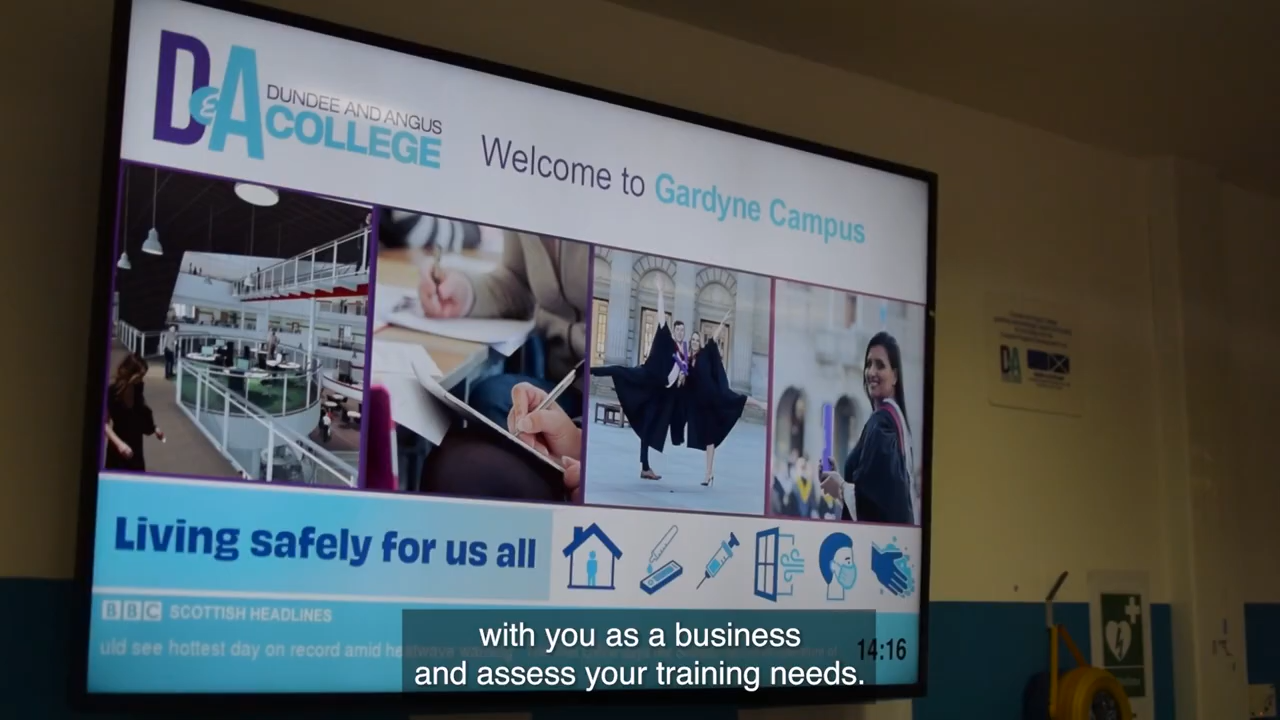 D&A
DUNDEE AND ANGUS
COLLEGE
Welcome to Gardyne Campus
Living safely for us all
BBC SCOTTISH HEADLINES
uld see hottest day on record amid heatwave
14:16
with you as a business
and assess your training needs.
D&A